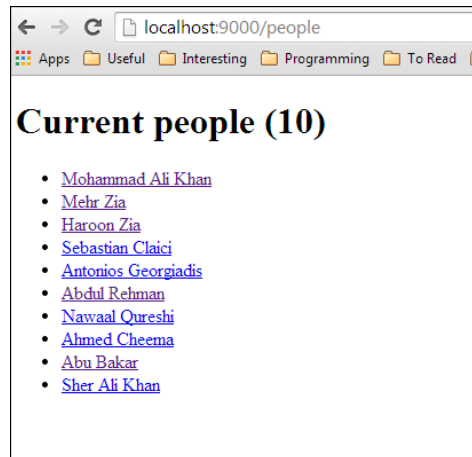 localhost:9000/people
Apps Useful Interesting Programming To Read
Current people (10)
Mohammad Ali Khan
Mehr Zia
Haroon Zia
Sebastian Claici
Antonios Georgiadis
Abdul Rehman
Nawaal Qureshi
Ahmed Cheema
Abu Bakar
Sher Ali Khan